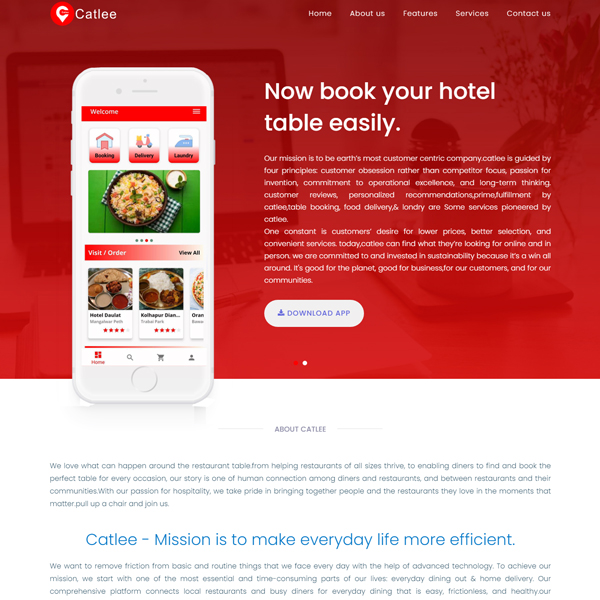 Catlee
Home About us Features Services Contact us
Now book your hotel
table easily.
Our mission is to be earth's most customer centric company.catlee is guided by
four principles: customer obsession rather than competitor focus, passion for
invention, commitment to operational excellence, and long-term thinking.
customer reviews, personalized recommendations,prime,fulfillment by
catlee,table booking, food delivery,& londry are Some services pioneered by
catlee.
One constant is customers' desire for lower prices, better selection, and
convenient services. today,catlee can find what they're looking for online and in
person. we are committed to and invested in sustainability because it's a win all
around. It's good for the planet, good for business,for our customers, and for our
communities.
DOWNLOAD APP
Welcome
Booking Delivery Laundry
Visit / Order View All
Hotel Daulat Kolhapur Dian... Oran
Mangalwar Path Trakai Park
Home
ABOUT CATLEE
We love what can happen around the restaurant table.from helping restaurants of all sizes thrive, to enabling diners to find and book the
perfect table for every occasion, our story is one of human connection among diners and restaurants, and between restaurants and their
communities.With our passion for hospitality, we take pride in bringing together people and the restaurants they love in the moments that
matter.pull up a chair and join us.
Catlee - Mission is to make everyday life more efficient.
We want to remove friction from basic and routine things that we face every day with the help of advanced technology. To achieve our
mission, we start with one of the most essential and time-consuming parts of our lives: everyday dining out & home delivery. Our
comprehensive platform connects local restaurants and busy diners for everyday dining that is easy, frictionless, and healthy.our